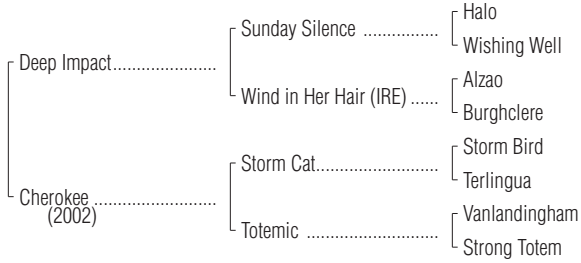 Halo
Sunday Silence ..................
Wishing Well
Deep Impact.........................
Alzao
Wind in Her Hair (IRE) ......
Burghclere
Storm Bird
Storm Cat.............................
Terlingua
Cherokee .............................
(2002)
Vanlandingham
Totemic ...............................
Strong Totem